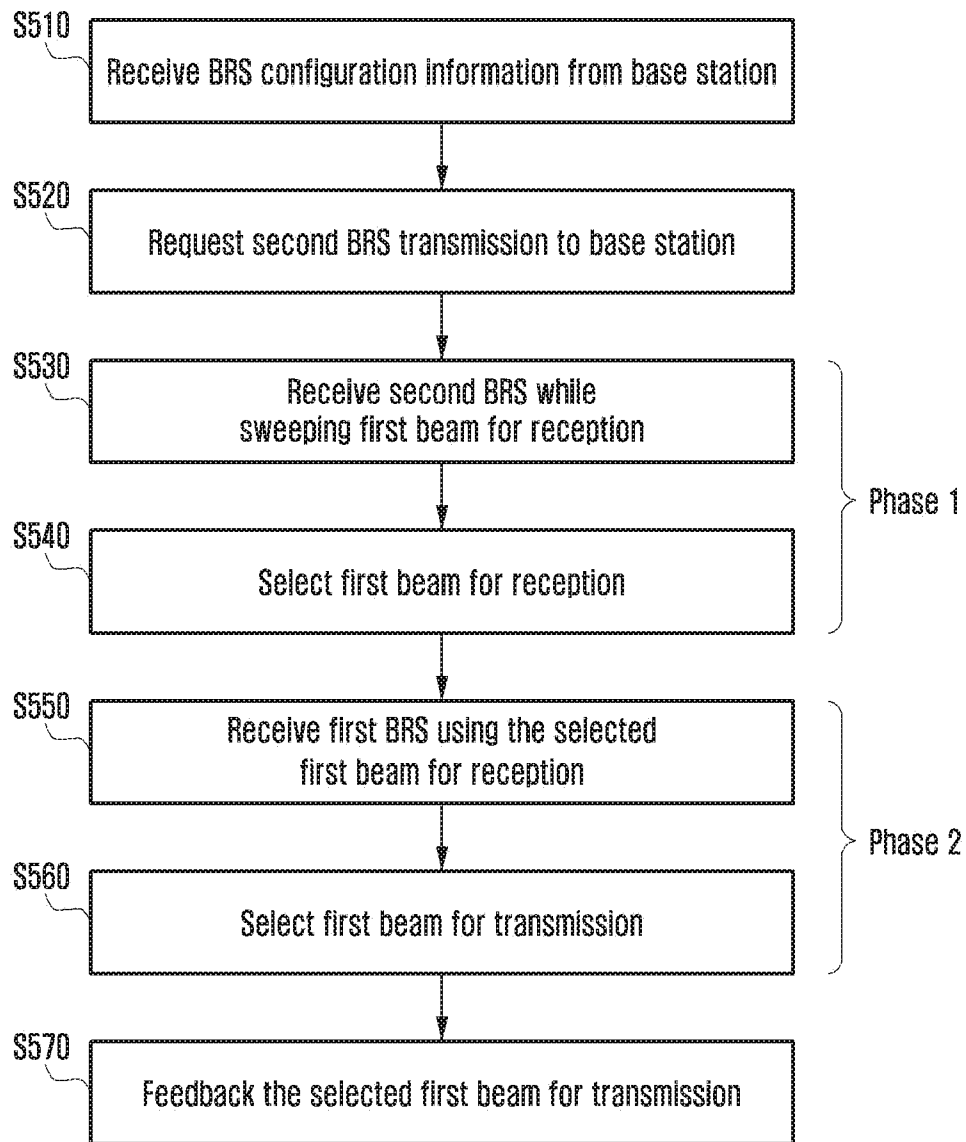 S510
Receive BRS configuration information from base station
S520
Request second BRS transmission to base station
S530
Receive second BRS while
sweeping first beam for reception
S540
Select first beam for reception
Phase 1
S550
Receive first BRS using the selected
first beam for reception
S560
Select first beam for transmission
Phase 2
S570
Feedback the selected first beam for transmission